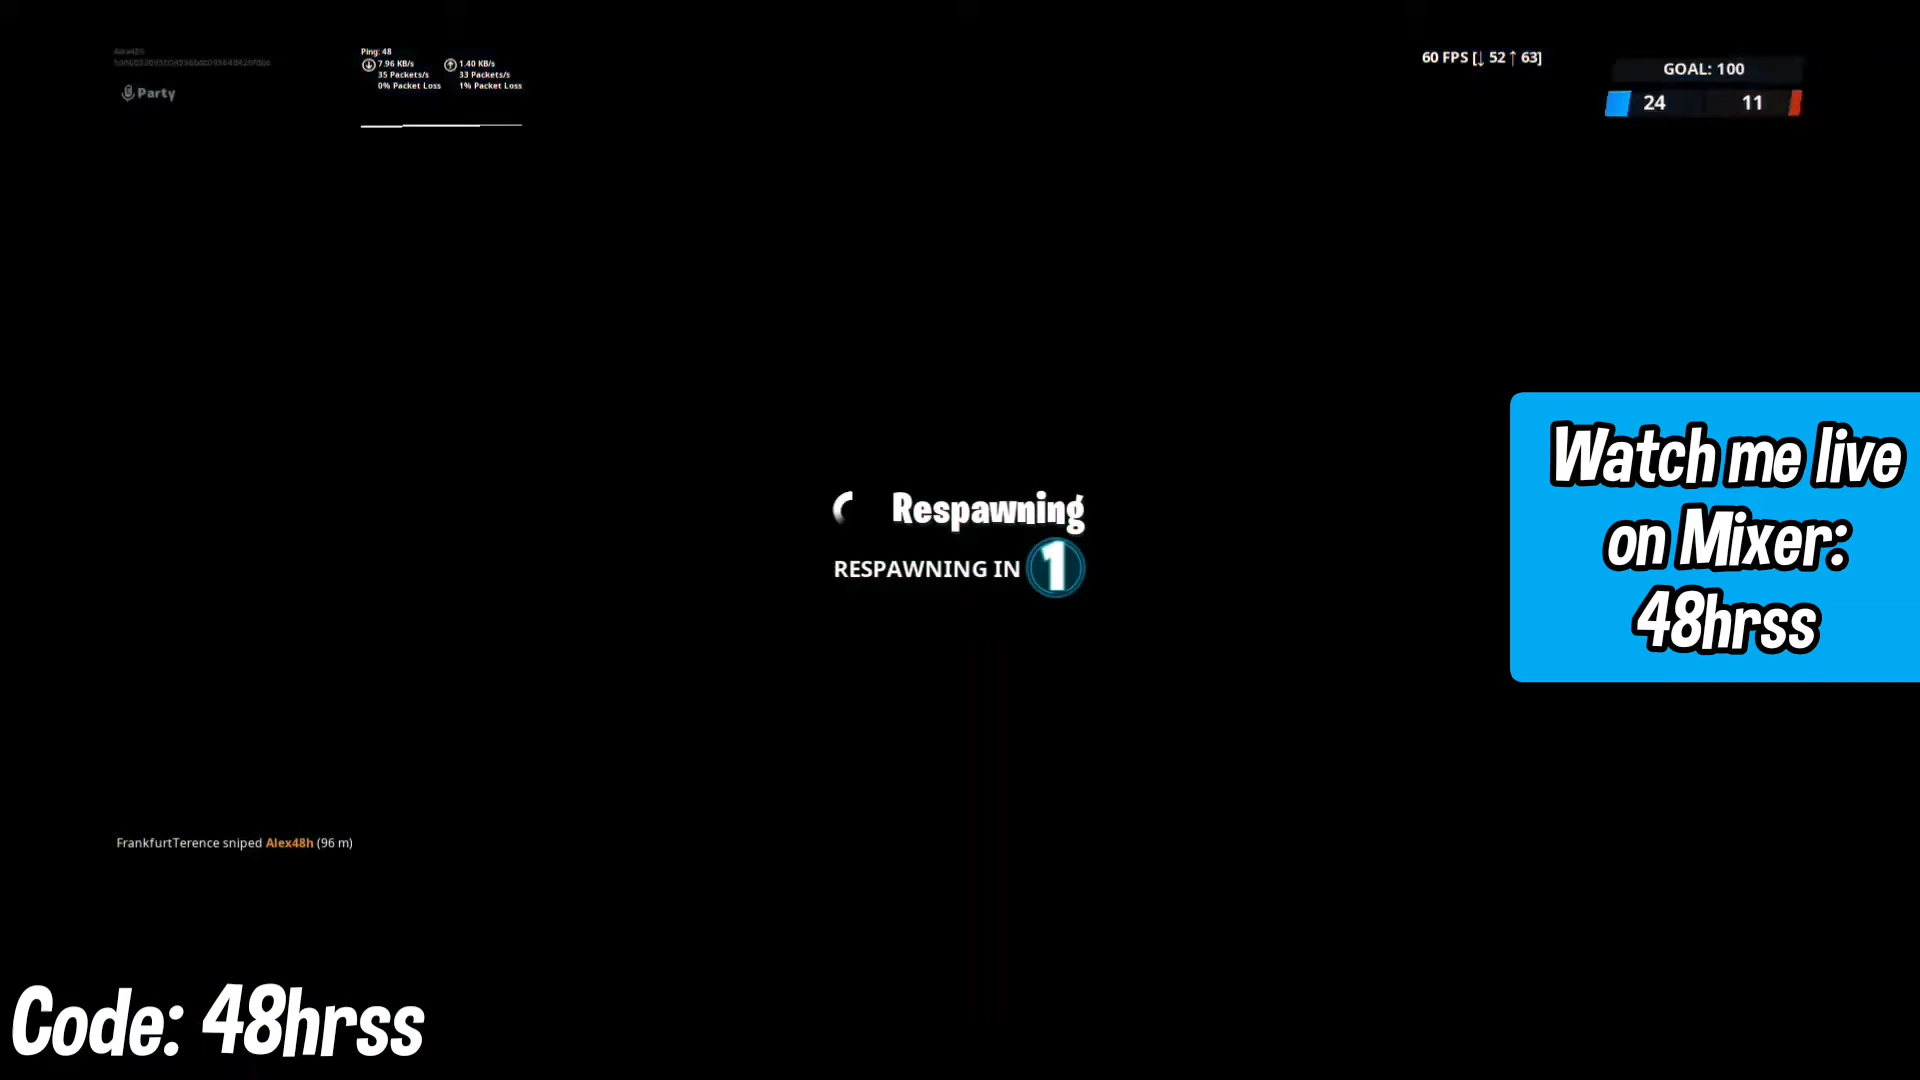 Ping: 48
7.96 KB/s 1.40 KB/s
35 Packets/s 33 Packets/s
0% Packet Loss 1% Packet Loss
Party
60 FPS [↓ 52 ↑ 63]
GOAL: 100
24 11
Respawning
RESPAWNING IN 1
Watch me live
on Mixer:
48hrss
FrankfurtTerence sniped Alex48h (96 m)
Code: 48hrss